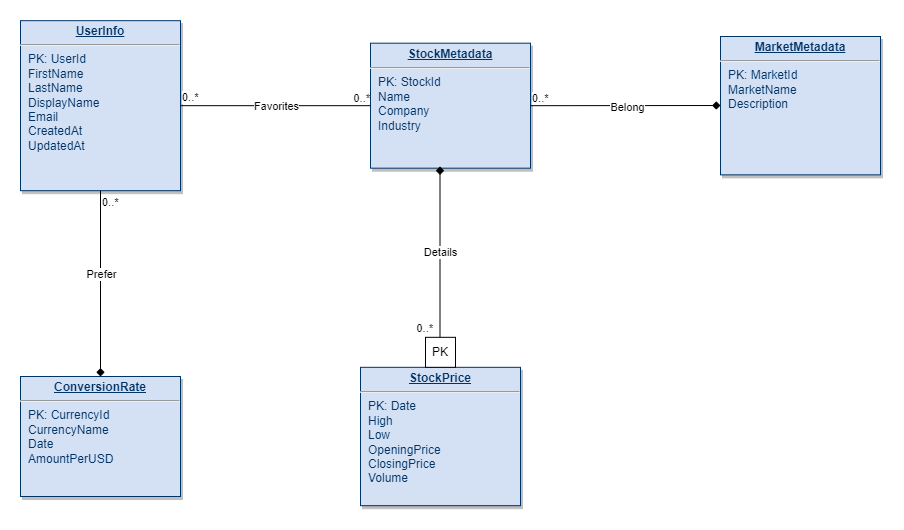 UserInfo
PK: UserId
FirstName
LastName
DisplayName
Email
CreatedAt
UpdatedAt
0..*
Favorites
0..*
StockMetadata
PK: StockId
Name
Company
Industry
0..*
Belong
MarketMetadata
PK: MarketId
MarketName
Description
0..*
Prefer
Details
0..*
PK
ConversionRate
PK: CurrencyId
CurrencyName
Date
AmountPerUSD
StockPrice
PK: Date
High
Low
OpeningPrice
ClosingPrice
Volume